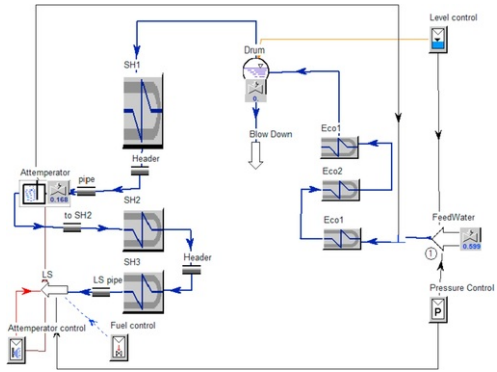 Level control
Drum
SH1
0
Blow Down
Eco1
Header
Attemperator
pipe
Eco2
0.168
SH2
to SH2
Eco1
FeedWater
0.599
1
Header
SH3
LS
LS pipe
Pressure Control
P
Attemperator control
Fuel control